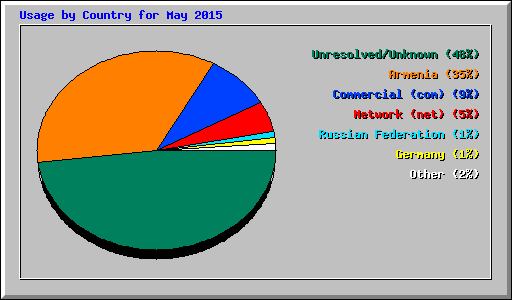 Usage by Country for May 2015
Unresolved/Unknown (48%)
Armenia (35%)
Commercial (com) (9%)
Network (net) (5%)
Russian Federation (1%)
Germany (1%)
Other (2%)